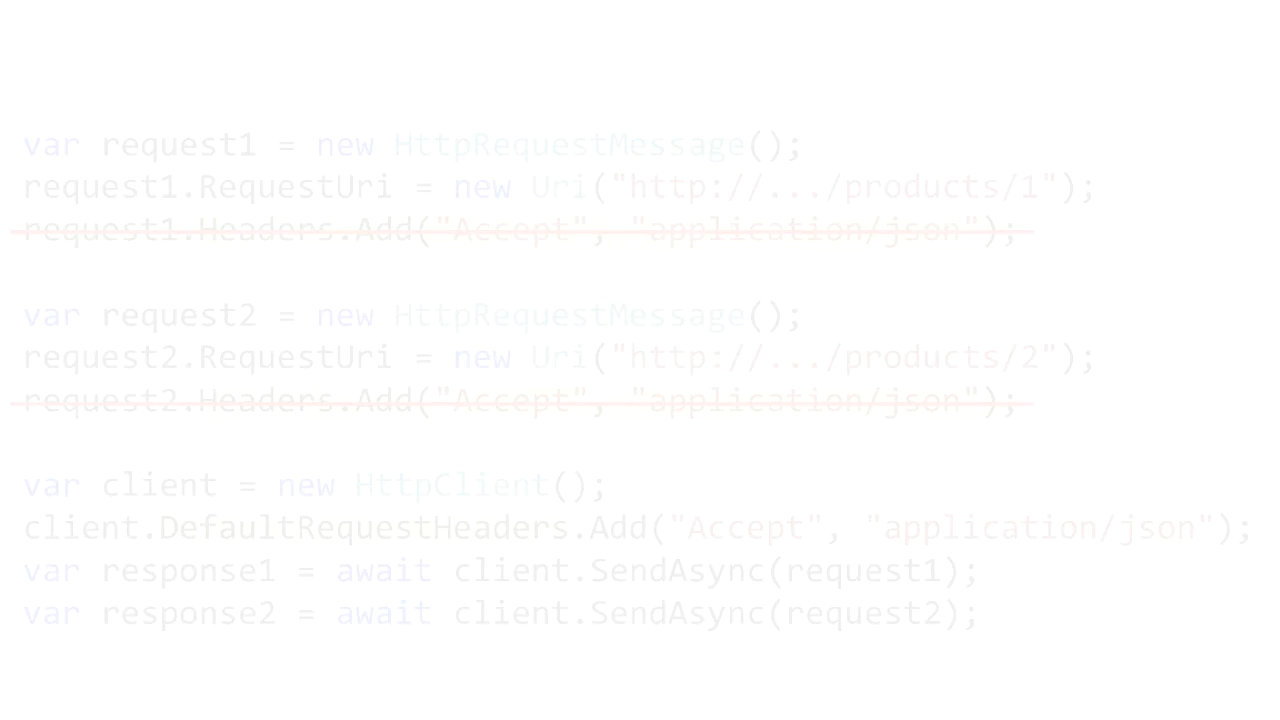 var request1 = new HttpRequestMessage();
request1.RequestUri = new Uri("http://.../products/1");
request1.Headers.Add("Accept", "application/json");
var request2 = new HttpRequestMessage();
request2.RequestUri = new Uri("http://.../products/2");
request2.Headers.Add("Accept", "application/json");
var client = new HttpClient();
client.DefaultRequestHeaders.Add("Accept", "application/json");
var response1 = await client.SendAsync(request1);
var response2 = await client.SendAsync(request2);